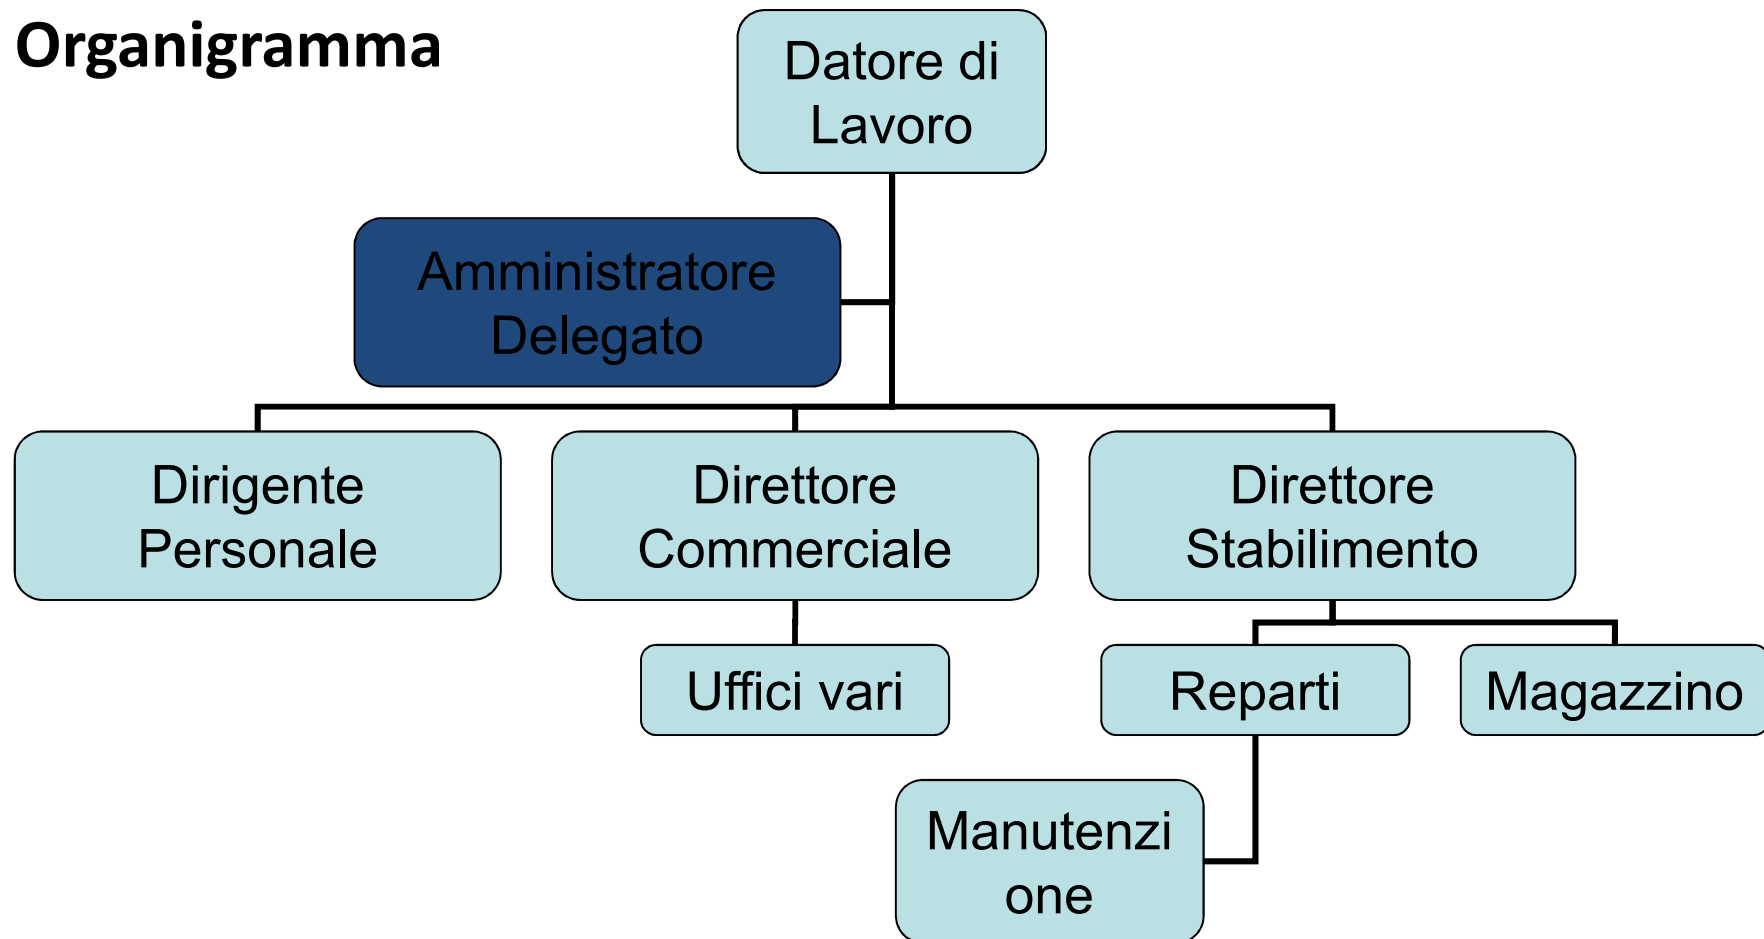 Organigramma
Datore di
Lavoro
Amministratore
Delegato
Dirigente
Personale
Direttore
Commerciale
Direttore
Stabilimento
Uffici vari
Reparti
Magazzino
Manutenzi
one